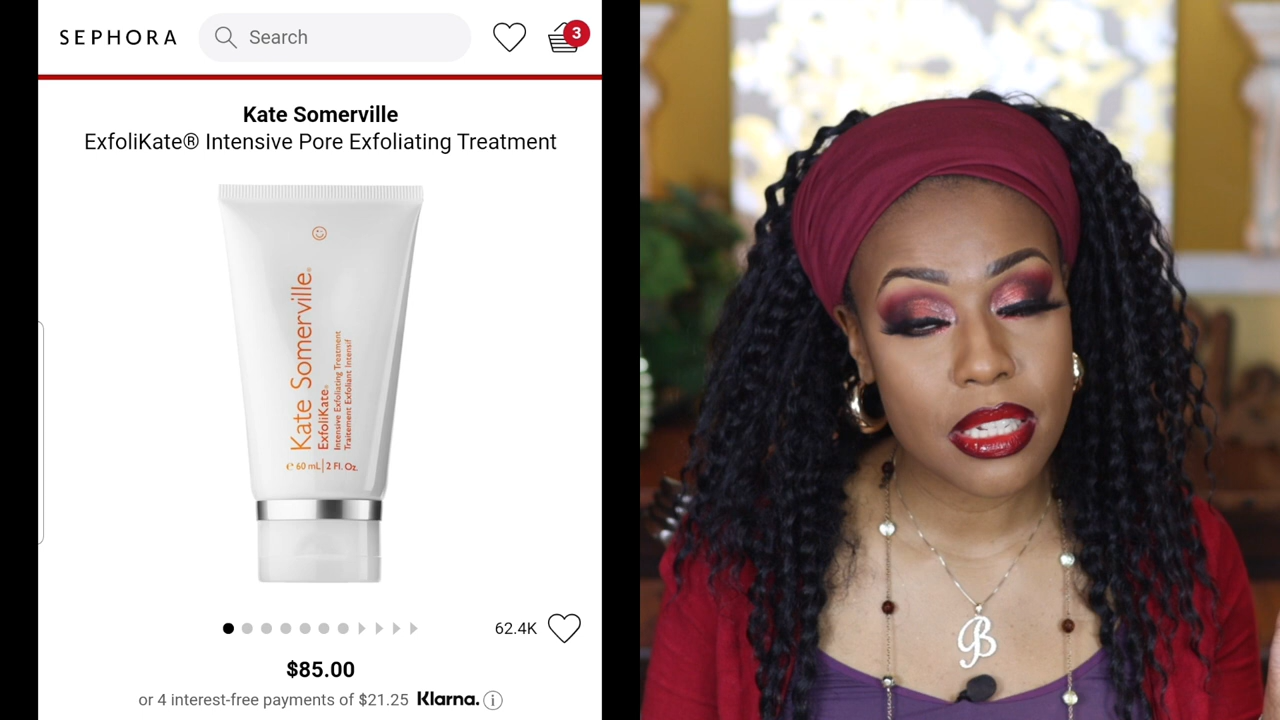 SEPHORA
Search
3
Kate Somerville
ExfoliKate® Intensive Pore Exfoliating Treatment
Kate Somerville®
ExfoliKate®
Intensive Exfoliating Treatment
Traitement Exfoliant Intensif
e 60 mL | 2 Fl. Oz.
62.4K
$85.00
or 4 interest-free payments of $21.25 Klarna. i
B